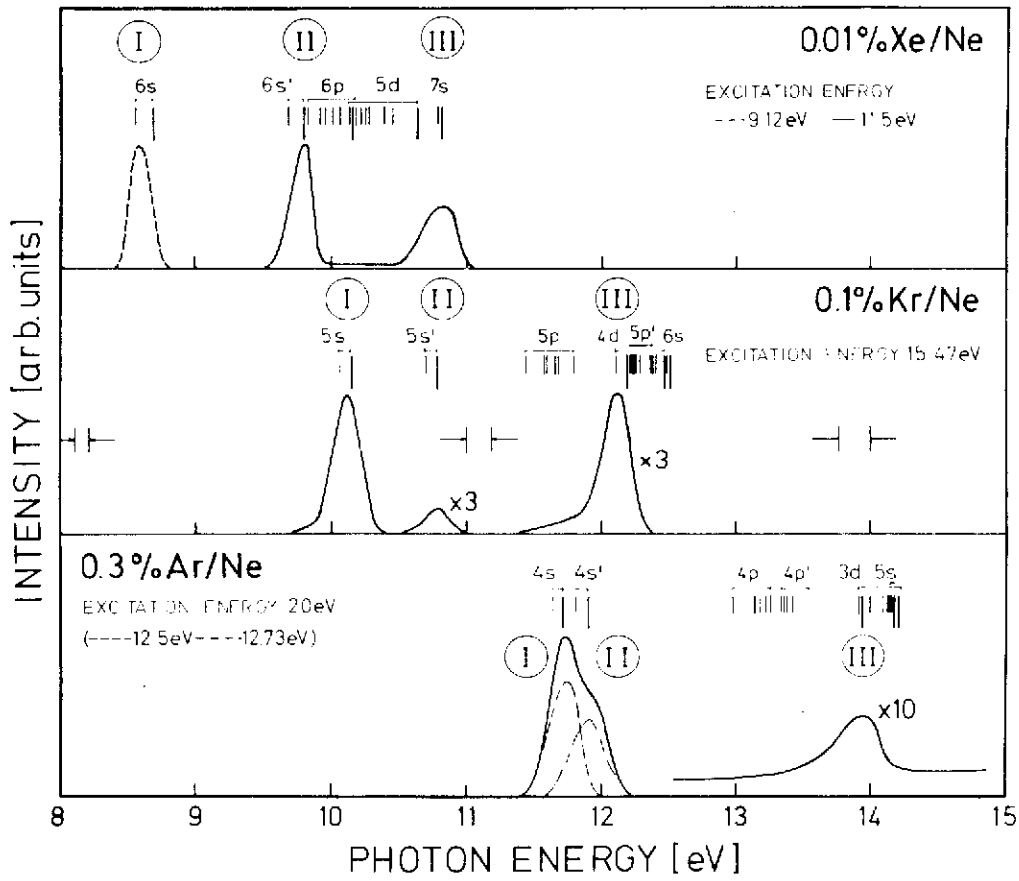 I II III 0.01%Xe/Ne
6s 6s' 6p 5d 7s
EXCITATION ENERGY
---9.12eV
INTENSITY [arb. units]
I II III 0.1%Kr/Ne
5s 5s' 5p 4d 5p' 6s
EXCITATION ENERGY 15.47eV
×3 ×3
0.3%Ar/Ne
4s 4s' 4p 4p' 3d 5s
EXCITATION ENERGY 20eV
(----12.5eV----12.73eV)
I II III
×10
8 9 10 11 12 13 14 15
PHOTON ENERGY [eV]